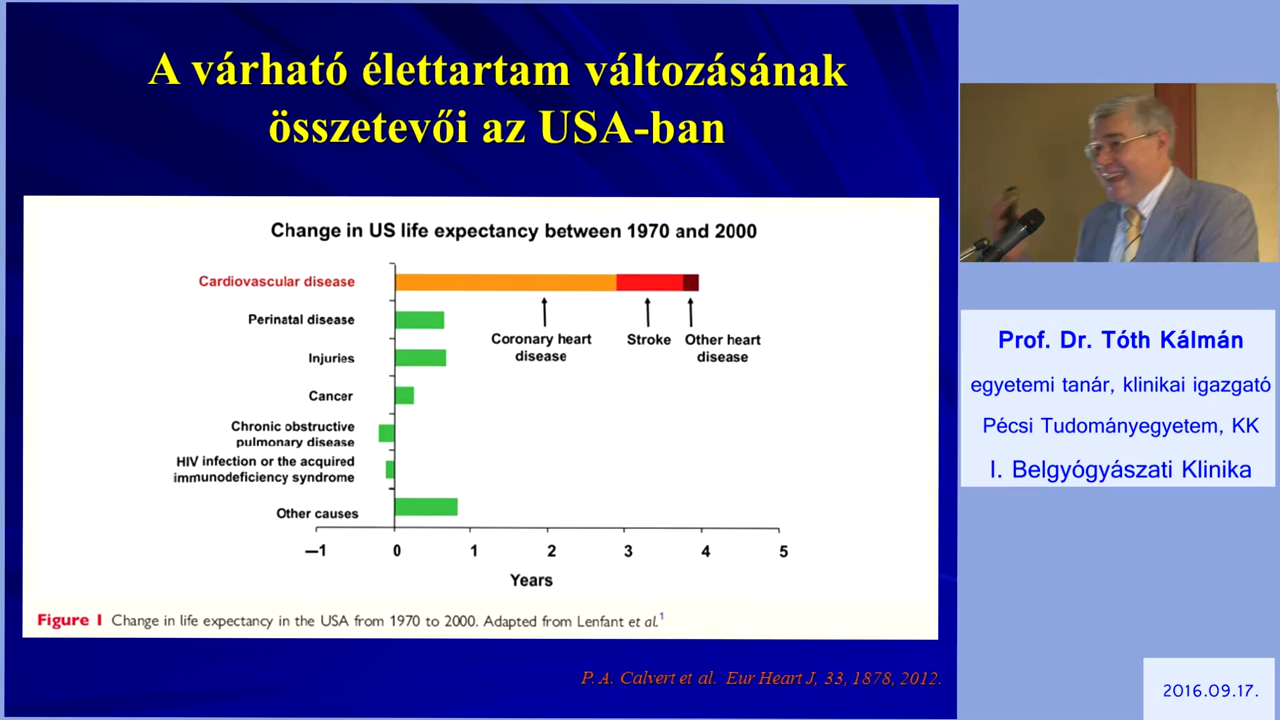 A várható élettartam változásának
összetevői az USA-ban
Change in US life expectancy between 1970 and 2000
Cardiovascular disease
Perinatal disease
Injuries
Cancer
Chronic obstructive
pulmonary disease
HIV infection or the acquired
immunodeficiency syndrome
Other causes
Coronary heart
disease
Stroke
Other heart
disease
–1 0 1 2 3 4 5
Years
Figure 1 Change in life expectancy in the USA from 1970 to 2000. Adapted from Lenfant et al.¹
P. A. Calvert et al. Eur Heart J, 33, 1878, 2012.
Prof. Dr. Tóth Kálmán
egyetemi tanár, klinikai igazgató
Pécsi Tudományegyetem, KK
I. Belgyógyászati Klinika
2016.09.17.